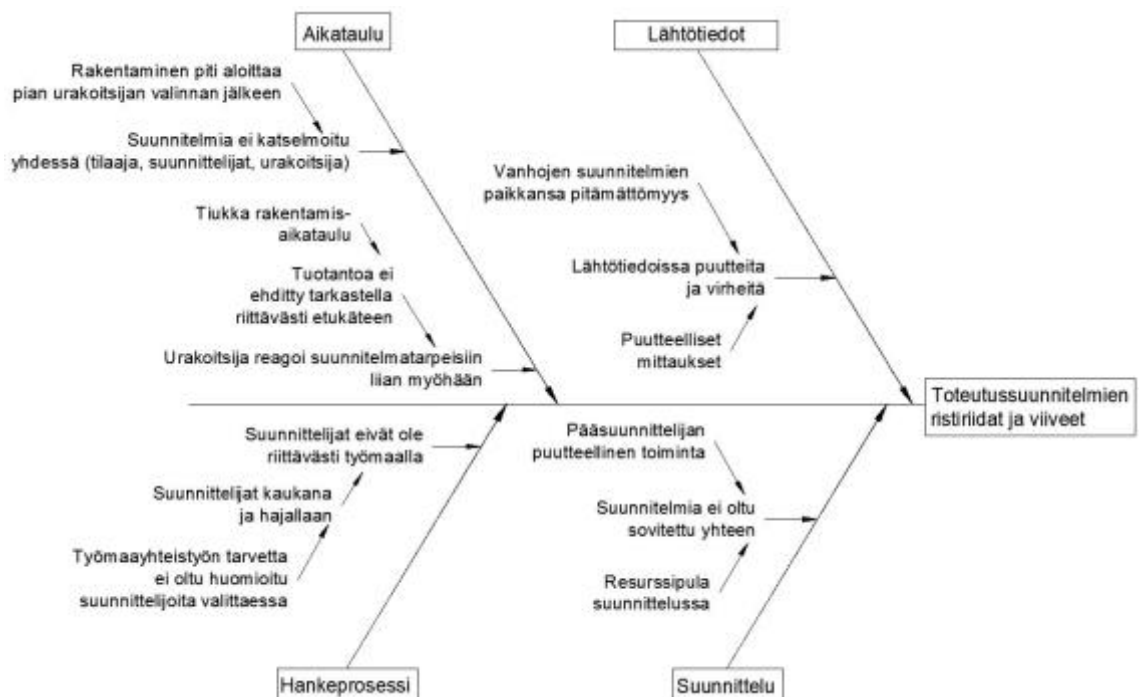 Aikataulu
Lähtötiedot
Rakentaminen piti aloittaa
pian urakoitsijan valinnan jälkeen
Suunnitelmia ei katselmoitu
yhdessä (tilaaja, suunnittelijat, urakoitsija)
Tiukka rakentamis-
aikataulu
Tuotantoa ei
ehditty tarkastella
riittävästi etukäteen
Urakoitsija reagoi suunnitelmatarpeisiin
liian myöhään
Vanhojen suunnitelmien
paikkansa pitämättömyys
Lähtötiedoissa puutteita
ja virheitä
Puutteelliset
mittaukset
Toteutussuunnitelmien
ristiriidat ja viiveet
Suunnittelijat eivät ole
riittävästi työmaalla
Suunnittelijat kaukana
ja hajallaan
Työmaayhteistyön tarvetta
ei oltu huomioitu
suunnittelijoita valittaessa
Pääsuunnittelijan
puutteellinen toiminta
Suunnitelmia ei oltu
sovitettu yhteen
Resurssipula
suunnittelussa
Hankeprosessi
Suunnittelu